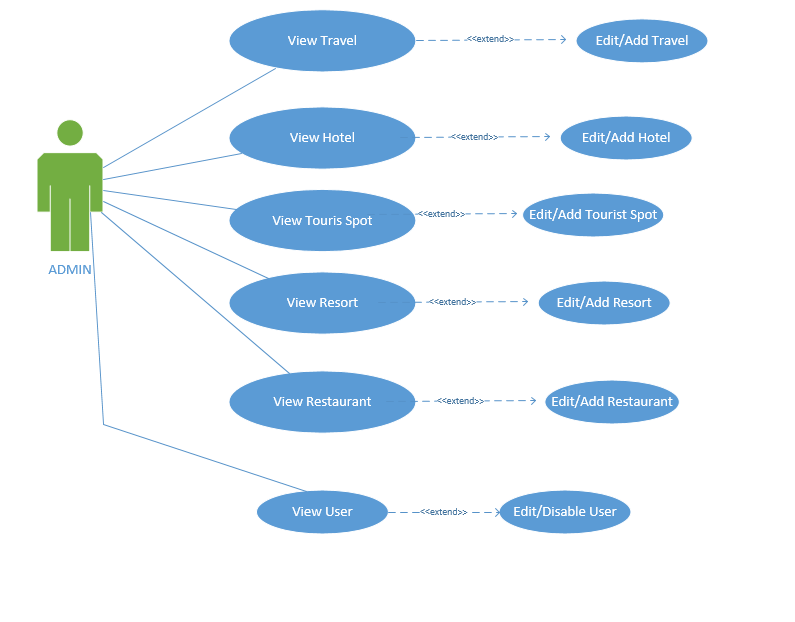 View Travel
<<extend>>
Edit/Add Travel
View Hotel
<<extend>>
Edit/Add Hotel
View Touris Spot
<<extend>>
Edit/Add Tourist Spot
ADMIN
View Resort
<<extend>>
Edit/Add Resort
View Restaurant
<<extend>>
Edit/Add Restaurant
View User
<<extend>>
Edit/Disable User